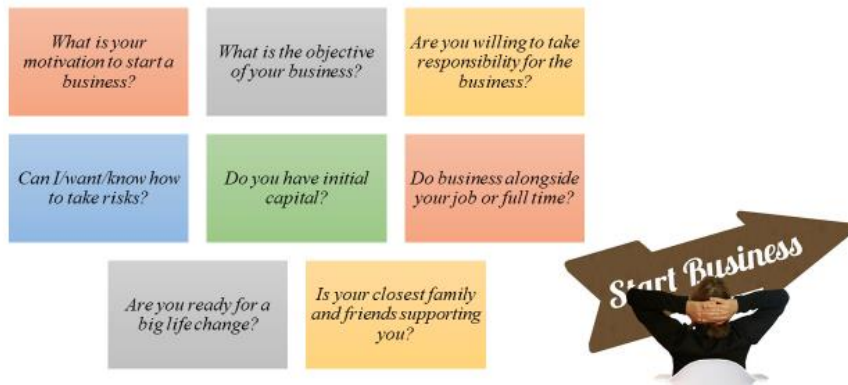 What is your
motivation to start a
business?
What is the objective
of your business?
Are you willing to take
responsibility for the
business?
Can I/want/know how
to take risks?
Do you have initial
capital?
Do business alongside
your job or full time?
Are you ready for a
big life change?
Is your closest family
and friends supporting
you?
Start Business